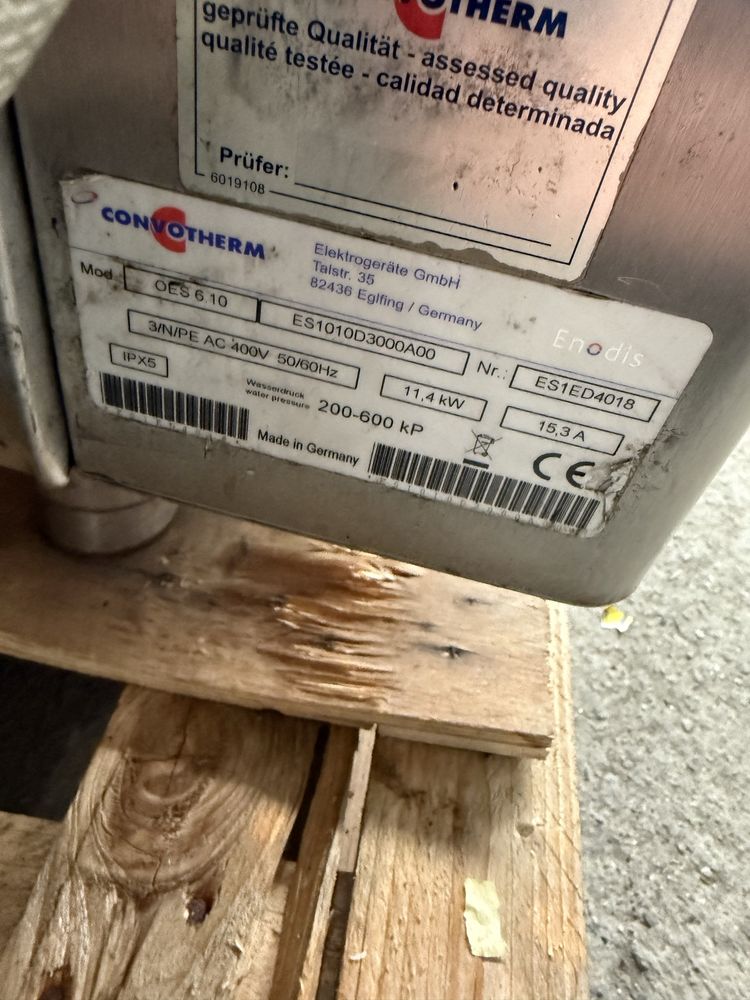 CONVOTHERM
geprüfte Qualität - assessed quality
qualité testée - calidad determinada
Prüfer:
6019108
CONVOTHERM
Elektrogeräte GmbH
Talstr. 35
82436 Eglfing / Germany
Enodis
Mod. OES 6.10 ES1010D3000A00 Nr.: ES1ED4018
3/N/PE AC 400V 50/60Hz 11,4 kW 15,3 A
IPX5
Wasserdruck
water pressure 200-600 kP
Made in Germany CE